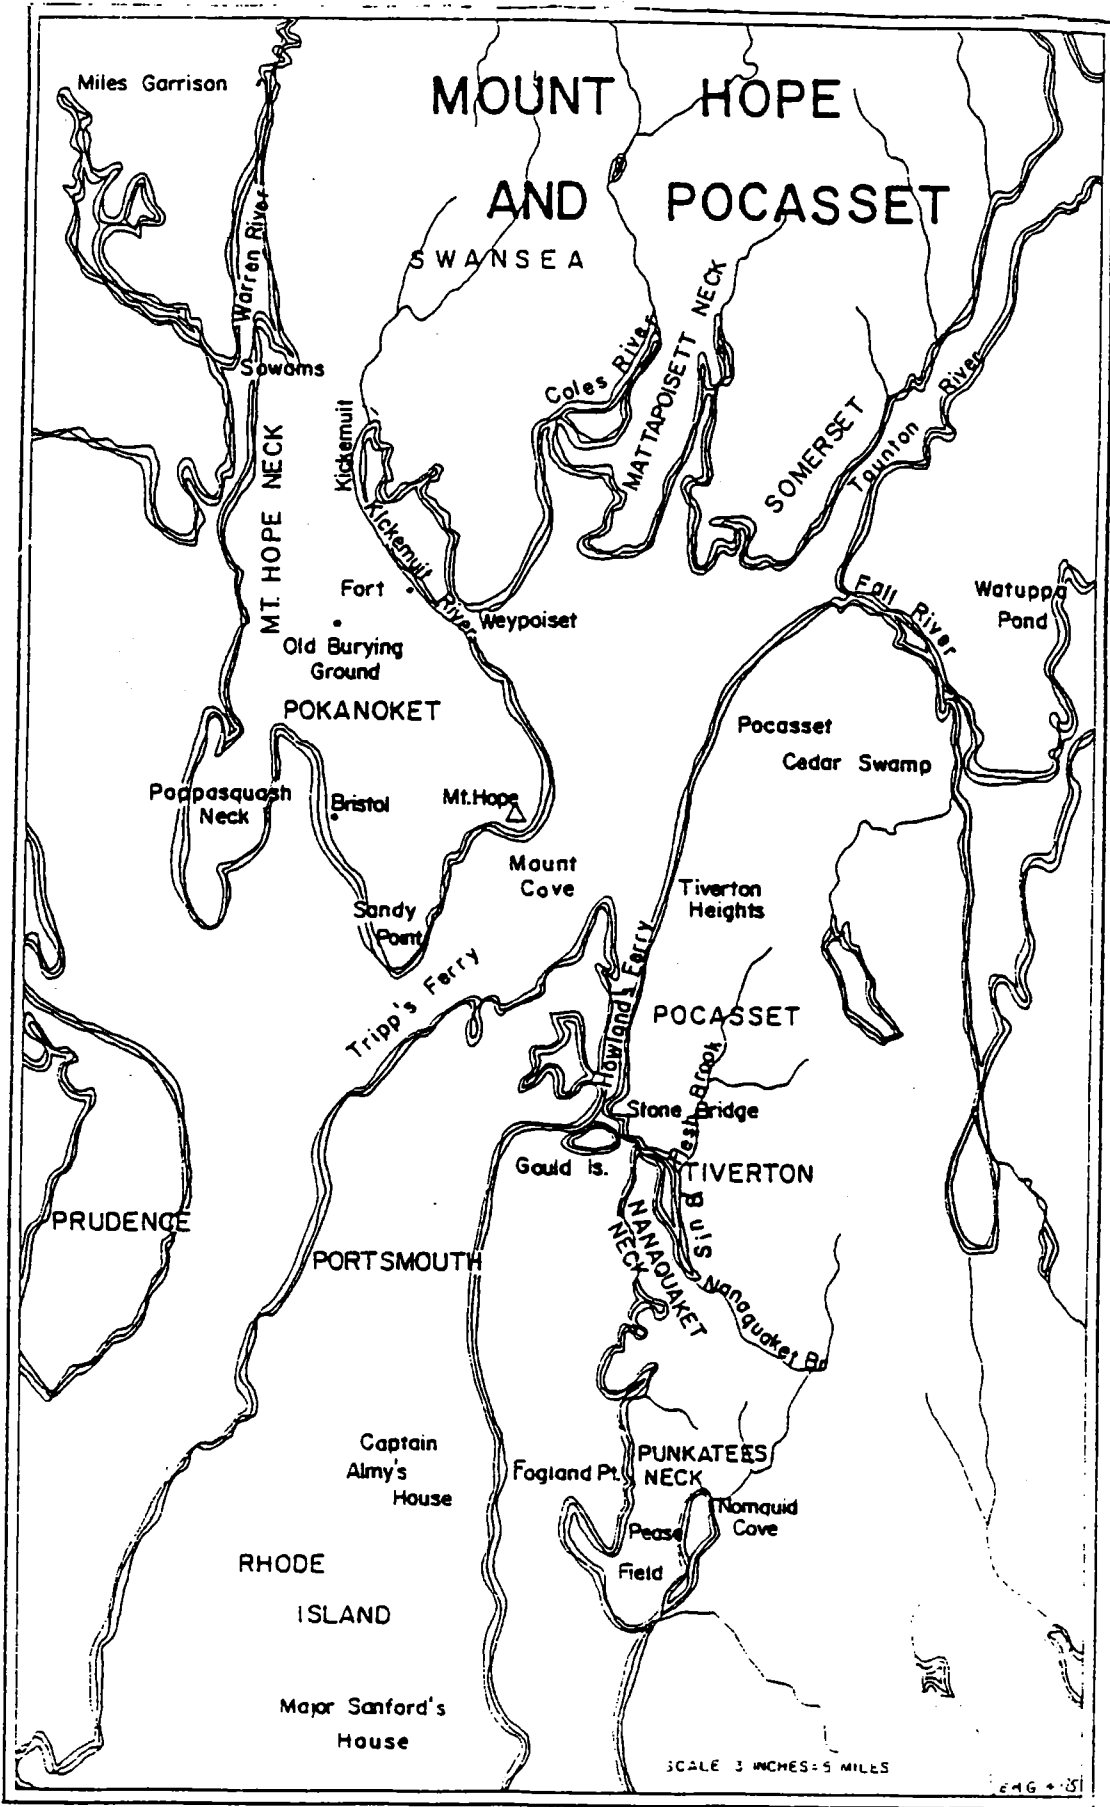 Miles Garrison
MOUNT HOPE
AND POCASSET
SWANSEA
Warren River
Sowams
MT. HOPE NECK
Kickemuit
Kickemuit River
Coles River
MATTAPOISETT NECK
SOMERSET
Taunton River
Fall River
Watuppa
Pond
Fort
Weypoiset
Old Burying
Ground
POKANOKET
Pocasset
Cedar Swamp
Poppasquash
Neck
Bristol
Mt. Hope
Mount
Cove
Tiverton
Heights
Sandy
Point
Tripp's Ferry
Howland's Ferry
POCASSET
Stone Bridge
Gould Is.
TIVERTON
PRUDENCE
PORTSMOUTH
NANAQUAKET
NECK
Sin
Nanaquaket Br
Captain
Almy's
House
Fogland Pt.
PUNKATEES
NECK
Nomquid
Cove
Pease
Field
RHODE
ISLAND
Major Sanford's
House
SCALE 3 INCHES = 5 MILES